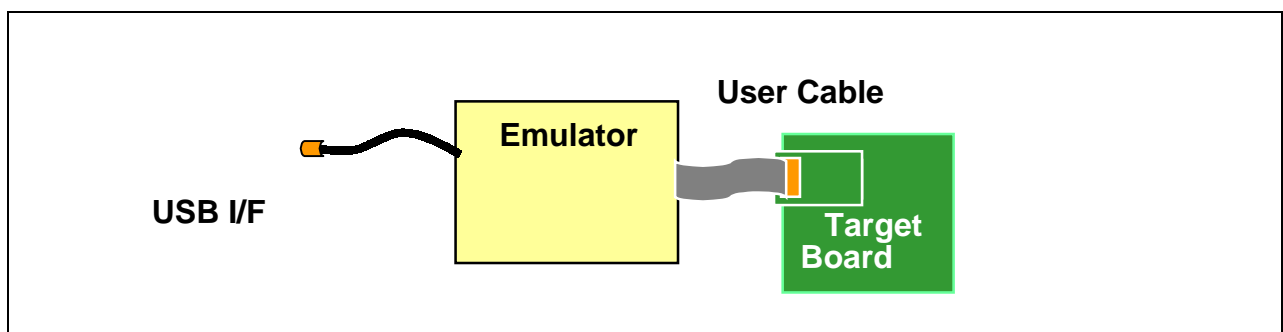 User Cable
Emulator
USB I/F
Target
Board